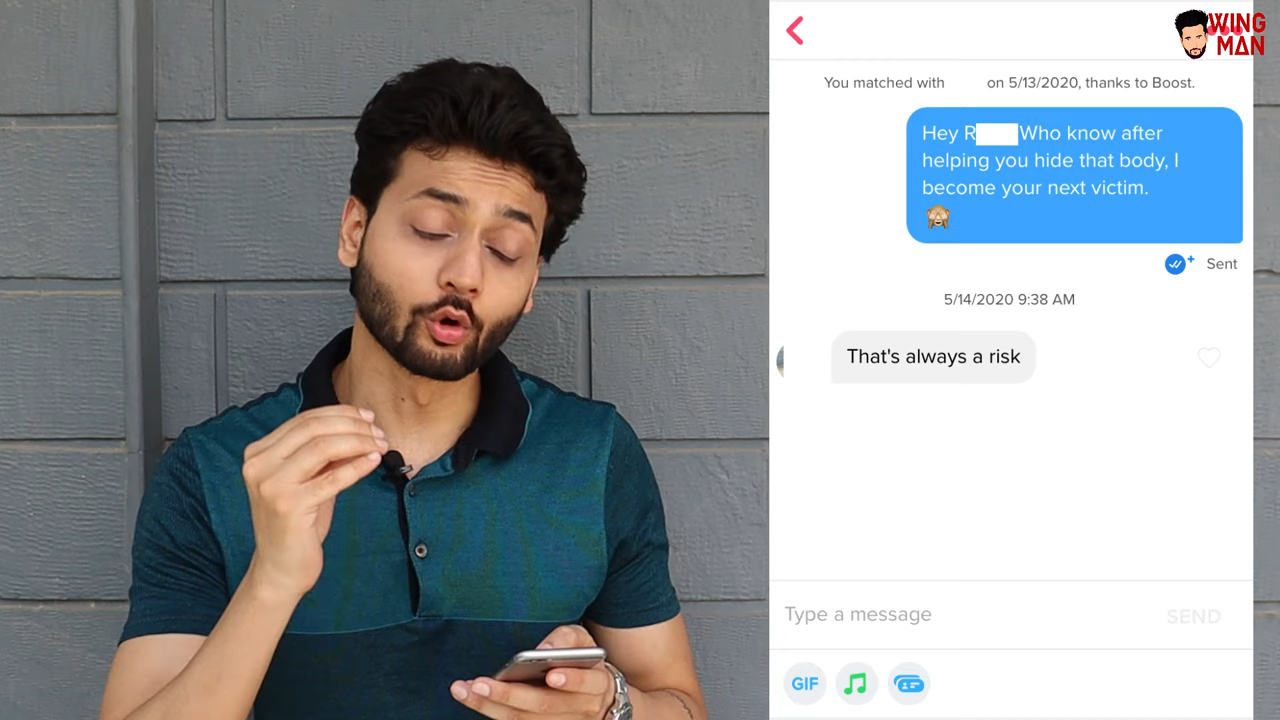 WING
MAN
You matched with on 5/13/2020, thanks to Boost.
Hey R Who know after
helping you hide that body, I
become your next victim.
Sent
5/14/2020 9:38 AM
That's always a risk
Type a message
SEND
GIF